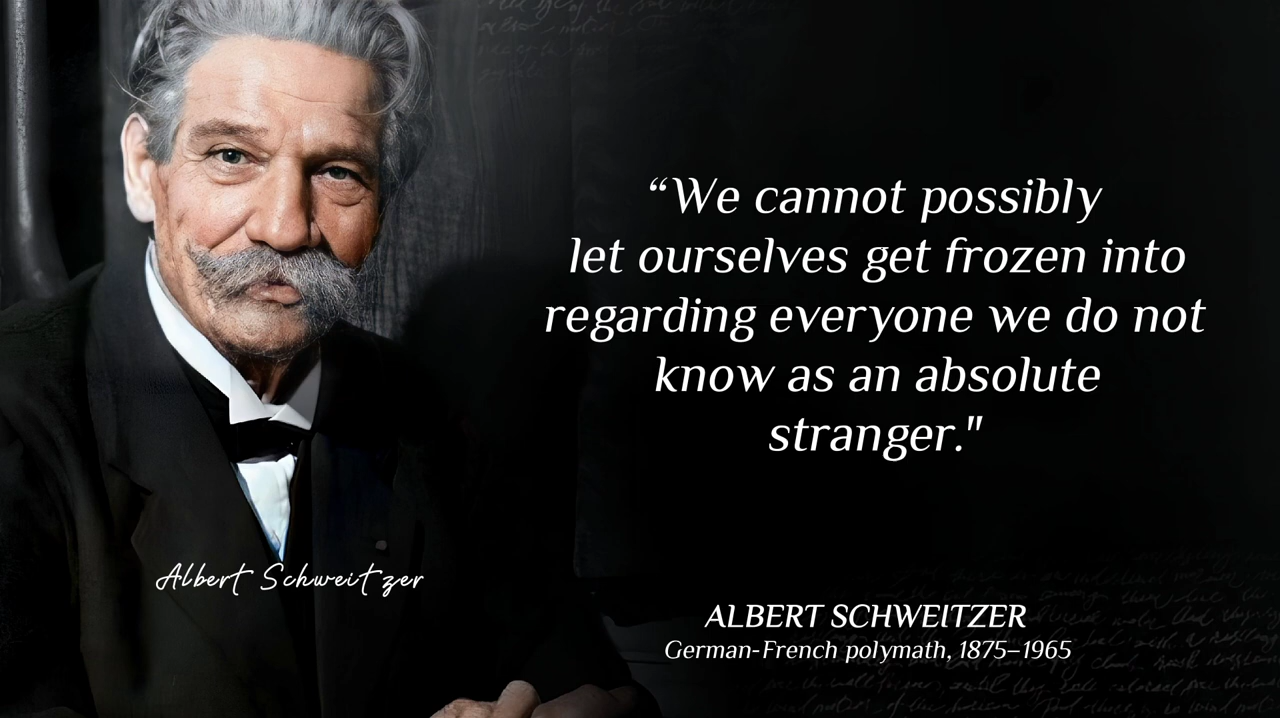 “We cannot possibly
let ourselves get frozen into
regarding everyone we do not
know as an absolute
stranger."
Albert Schweitzer
ALBERT SCHWEITZER
German-French polymath, 1875–1965